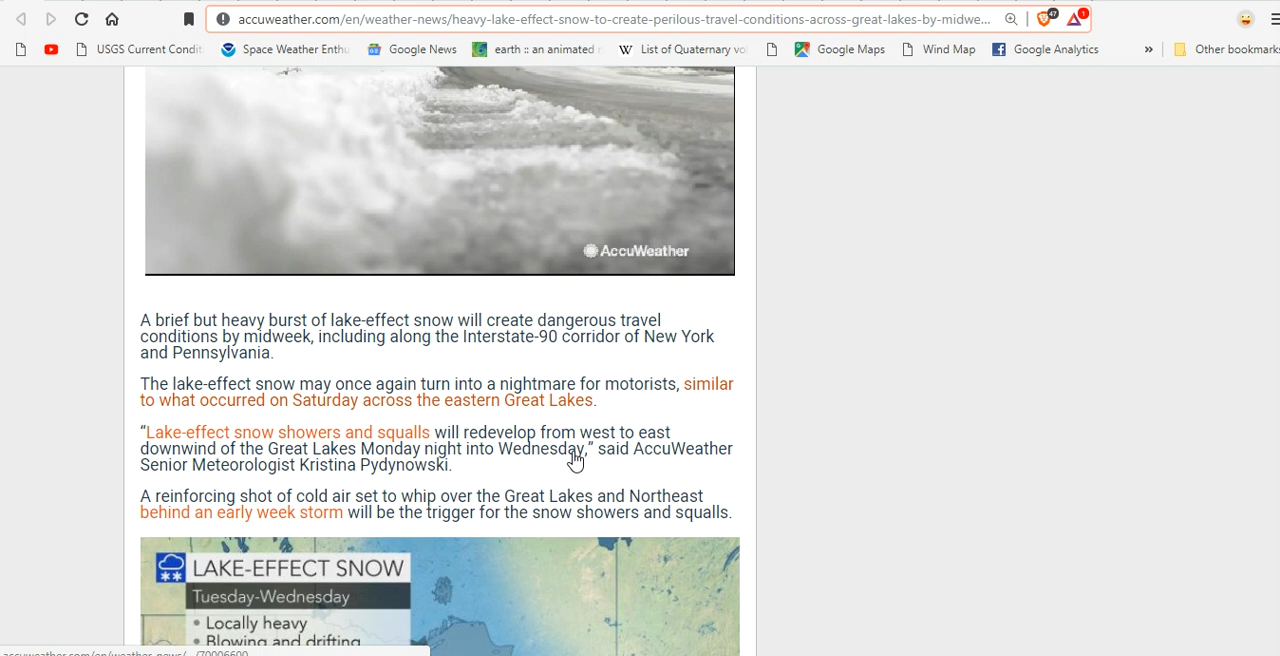 accuweather.com/en/weather-news/heavy-lake-effect-snow-to-create-perilous-travel-conditions-across-great-lakes-by-midwe...
47
1
USGS Current Condit
Space Weather Enthu
Google News
earth :: an animated
List of Quaternary vo
Google Maps
Wind Map
Google Analytics
»
Other bookmarks
AccuWeather
A brief but heavy burst of lake-effect snow will create dangerous travel
conditions by midweek, including along the Interstate-90 corridor of New York
and Pennsylvania.
The lake-effect snow may once again turn into a nightmare for motorists, similar
to what occurred on Saturday across the eastern Great Lakes.
“Lake-effect snow showers and squalls will redevelop from west to east
downwind of the Great Lakes Monday night into Wednesday,” said AccuWeather
Senior Meteorologist Kristina Pydynowski.
A reinforcing shot of cold air set to whip over the Great Lakes and Northeast
behind an early week storm will be the trigger for the snow showers and squalls.
LAKE-EFFECT SNOW
Tuesday-Wednesday
• Locally heavy
• Blowing and drifting
accuweather.com/en/weather-news/.../70006600